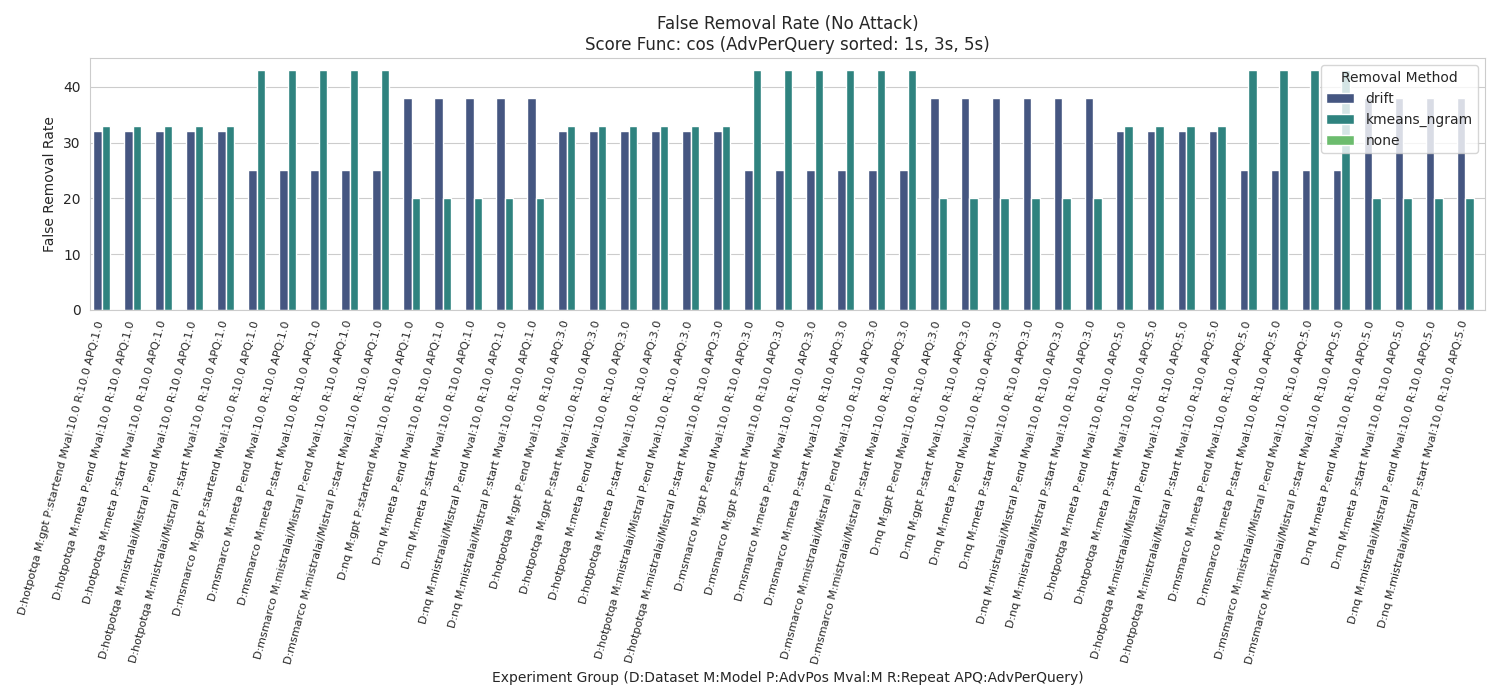 False Removal Rate (No Attack)
Score Func: cos (AdvPerQuery sorted: 1s, 3s, 5s)
Removal Method
drift
kmeans_ngram
none
False Removal Rate
40
30
20
10
0
D:hotpotqa M:gpt P:startend Mval:10.0 R:10.0 APQ:1.0
D:hotpotqa M:meta P:end Mval:10.0 R:10.0 APQ:1.0
D:hotpotqa M:meta P:start Mval:10.0 R:10.0 APQ:1.0
D:hotpotqa M:mistralai/Mistral P:end Mval:10.0 R:10.0 APQ:1.0
D:hotpotqa M:mistralai/Mistral P:start Mval:10.0 R:10.0 APQ:1.0
D:msmarco M:gpt P:startend Mval:10.0 R:10.0 APQ:1.0
D:msmarco M:meta P:end Mval:10.0 R:10.0 APQ:1.0
D:msmarco M:meta P:start Mval:10.0 R:10.0 APQ:1.0
D:msmarco M:mistralai/Mistral P:end Mval:10.0 R:10.0 APQ:1.0
D:msmarco M:mistralai/Mistral P:start Mval:10.0 R:10.0 APQ:1.0
D:nq M:gpt P:startend Mval:10.0 R:10.0 APQ:1.0
D:nq M:meta P:end Mval:10.0 R:10.0 APQ:1.0
D:nq M:meta P:start Mval:10.0 R:10.0 APQ:1.0
D:nq M:mistralai/Mistral P:end Mval:10.0 R:10.0 APQ:1.0
D:nq M:mistralai/Mistral P:start Mval:10.0 R:10.0 APQ:1.0
D:hotpotqa M:gpt P:end Mval:10.0 R:10.0 APQ:3.0
D:hotpotqa M:gpt P:start Mval:10.0 R:10.0 APQ:3.0
D:hotpotqa M:meta P:end Mval:10.0 R:10.0 APQ:3.0
D:hotpotqa M:meta P:start Mval:10.0 R:10.0 APQ:3.0
D:hotpotqa M:mistralai/Mistral P:end Mval:10.0 R:10.0 APQ:3.0
D:hotpotqa M:mistralai/Mistral P:start Mval:10.0 R:10.0 APQ:3.0
D:msmarco M:gpt P:end Mval:10.0 R:10.0 APQ:3.0
D:msmarco M:gpt P:start Mval:10.0 R:10.0 APQ:3.0
D:msmarco M:meta P:end Mval:10.0 R:10.0 APQ:3.0
D:msmarco M:meta P:start Mval:10.0 R:10.0 APQ:3.0
D:msmarco M:mistralai/Mistral P:end Mval:10.0 R:10.0 APQ:3.0
D:msmarco M:mistralai/Mistral P:start Mval:10.0 R:10.0 APQ:3.0
D:nq M:gpt P:end Mval:10.0 R:10.0 APQ:3.0
D:nq M:gpt P:start Mval:10.0 R:10.0 APQ:3.0
D:nq M:meta P:end Mval:10.0 R:10.0 APQ:3.0
D:nq M:meta P:start Mval:10.0 R:10.0 APQ:3.0
D:nq M:mistralai/Mistral P:end Mval:10.0 R:10.0 APQ:3.0
D:nq M:mistralai/Mistral P:start Mval:10.0 R:10.0 APQ:3.0
D:hotpotqa M:meta P:end Mval:10.0 R:10.0 APQ:5.0
D:hotpotqa M:meta P:start Mval:10.0 R:10.0 APQ:5.0
D:hotpotqa M:mistralai/Mistral P:end Mval:10.0 R:10.0 APQ:5.0
D:hotpotqa M:mistralai/Mistral P:start Mval:10.0 R:10.0 APQ:5.0
D:msmarco M:meta P:end Mval:10.0 R:10.0 APQ:5.0
D:msmarco M:meta P:start Mval:10.0 R:10.0 APQ:5.0
D:msmarco M:mistralai/Mistral P:end Mval:10.0 R:10.0 APQ:5.0
D:msmarco M:mistralai/Mistral P:start Mval:10.0 R:10.0 APQ:5.0
D:nq M:meta P:end Mval:10.0 R:10.0 APQ:5.0
D:nq M:meta P:start Mval:10.0 R:10.0 APQ:5.0
D:nq M:mistralai/Mistral P:end Mval:10.0 R:10.0 APQ:5.0
D:nq M:mistralai/Mistral P:start Mval:10.0 R:10.0 APQ:5.0
Experiment Group (D:Dataset M:Model P:AdvPos Mval:M R:Repeat APQ:AdvPerQuery)